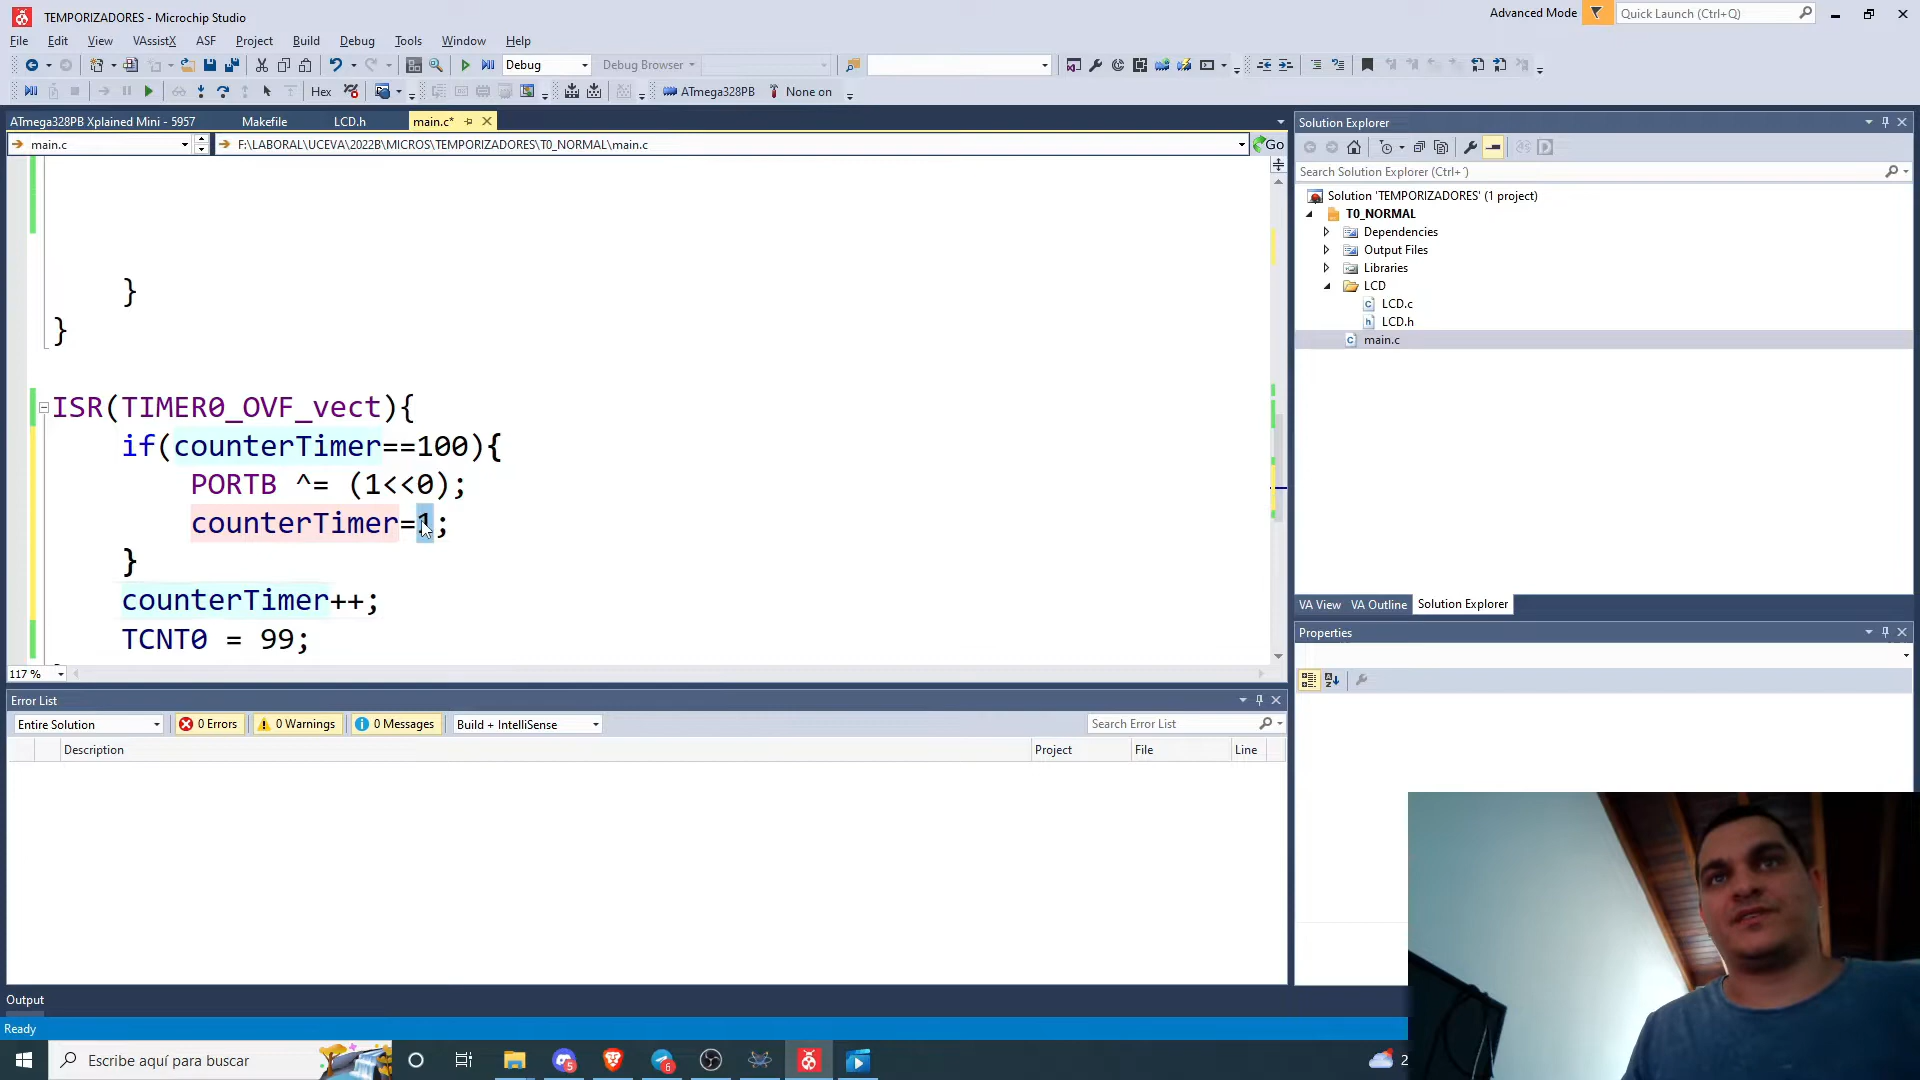 TEMPORIZADORES - Microchip Studio
Advanced Mode
Quick Launch (Ctrl+Q)
File Edit View VAssistX ASF Project Build Debug Tools Window Help
Debug
Debug Browser
Hex
ATmega328PB
None on
ATmega328PB Xplained Mini - 5957
Makefile
LCD.h
main.c*
main.c
F:\LABORAL\UCEVA\2022B\MICROS\TEMPORIZADORES\T0_NORMAL\main.c
Go
}
}
ISR(TIMER0_OVF_vect){
if(counterTimer==100){
PORTB ^= (1<<0);
counterTimer=1;
}
counterTimer++;
TCNT0 = 99;
117 %
Error List
Entire Solution
0 Errors
0 Warnings
0 Messages
Build + IntelliSense
Search Error List
Description
Project
File
Line
Output
Ready
Solution Explorer
Search Solution Explorer (Ctrl+´)
Solution 'TEMPORIZADORES' (1 project)
T0_NORMAL
Dependencies
Output Files
Libraries
LCD
LCD.c
LCD.h
main.c
VA View
VA Outline
Solution Explorer
Properties
Escribe aquí para buscar
5
6
2